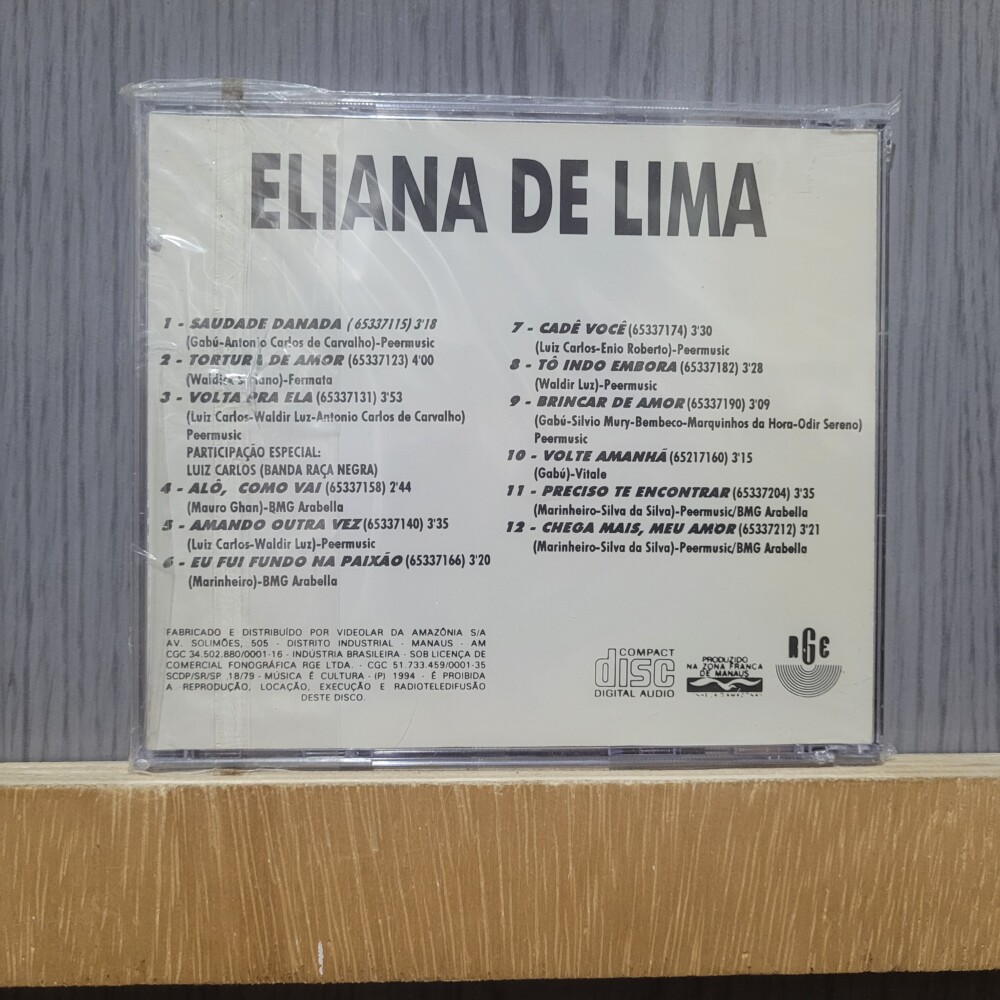 ELIANA DE LIMA
1 - SAUDADE DANADA (65337115) 3'18
(Gabú-Antonio Carlos de Carvalho)-Peermusic
2 - TORTURA DE AMOR (65337123) 4'00
(Waldick Soriano)-Fermata
3 - VOLTA PRA ELA (65337131) 3'53
(Luiz Carlos-Waldir Luz-Antonio Carlos de Carvalho)
Peermusic
PARTICIPAÇÃO ESPECIAL:
LUIZ CARLOS (BANDA RAÇA NEGRA)
4 - ALÔ, COMO VAI (65337158) 2'44
(Mauro Ghan)-BMG Arabella
5 - AMANDO OUTRA VEZ (65337140) 3'35
(Luiz Carlos-Waldir Luz)-Peermusic
6 - EU FUI FUNDO NA PAIXÃO (65337166) 3'20
(Marinheiro)-BMG Arabella
7 - CADÊ VOCÊ (65337174) 3'30
(Luiz Carlos-Enio Roberto)-Peermusic
8 - TÔ INDO EMBORA (65337182) 3'28
(Waldir Luz)-Peermusic
9 - BRINCAR DE AMOR (65337190) 3'09
(Gabú-Silvio Mury-Bembeco-Marquinhos da Hora-Odir Sereno)
Peermusic
10 - VOLTE AMANHÃ (65217160) 3'15
(Gabú)-Vitale
11 - PRECISO TE ENCONTRAR (65337204) 3'35
(Marinheiro-Silva da Silva)-Peermusic/BMG Arabella
12 - CHEGA MAIS, MEU AMOR (65337212) 3'21
(Marinheiro-Silva da Silva)-Peermusic/BMG Arabella
FABRICADO E DISTRIBUÍDO POR VIDEOLAR DA AMAZÔNIA S/A
AV. SOLIMÕES, 505 - DISTRITO INDUSTRIAL - MANAUS - AM
CGC 34.502.880/0001-16 - INDÚSTRIA BRASILEIRA - SOB LICENÇA DE
COMERCIAL FONOGRÁFICA RGE LTDA. - CGC 51.733.459/0001-35
SCDP/SR/SP 18/79 - MÚSICA É CULTURA - (P) 1994 - É PROIBIDA
A REPRODUÇÃO, LOCAÇÃO, EXECUÇÃO E RADIOTELEDIFUSÃO
DESTE DISCO.
COMPACT
disc
DIGITAL AUDIO
PRODUZIDO
NA ZONA FRANCA
DE MANAUS
RGE